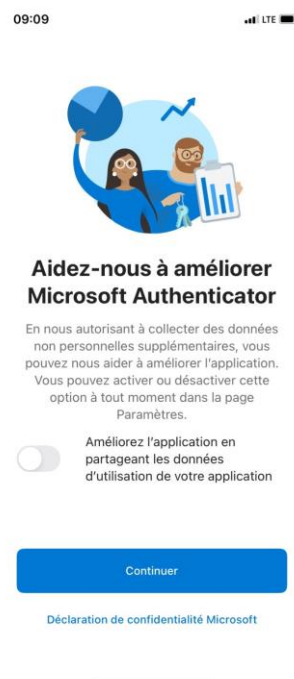 09:09
LTE
Aidez-nous à améliorer
Microsoft Authenticator
En nous autorisant à collecter des données
non personnelles supplémentaires, vous
pouvez nous aider à améliorer l'application.
Vous pouvez activer ou désactiver cette
option à tout moment dans la page
Paramètres.
Améliorez l'application en
partageant les données
d'utilisation de votre application
Continuer
Déclaration de confidentialité Microsoft